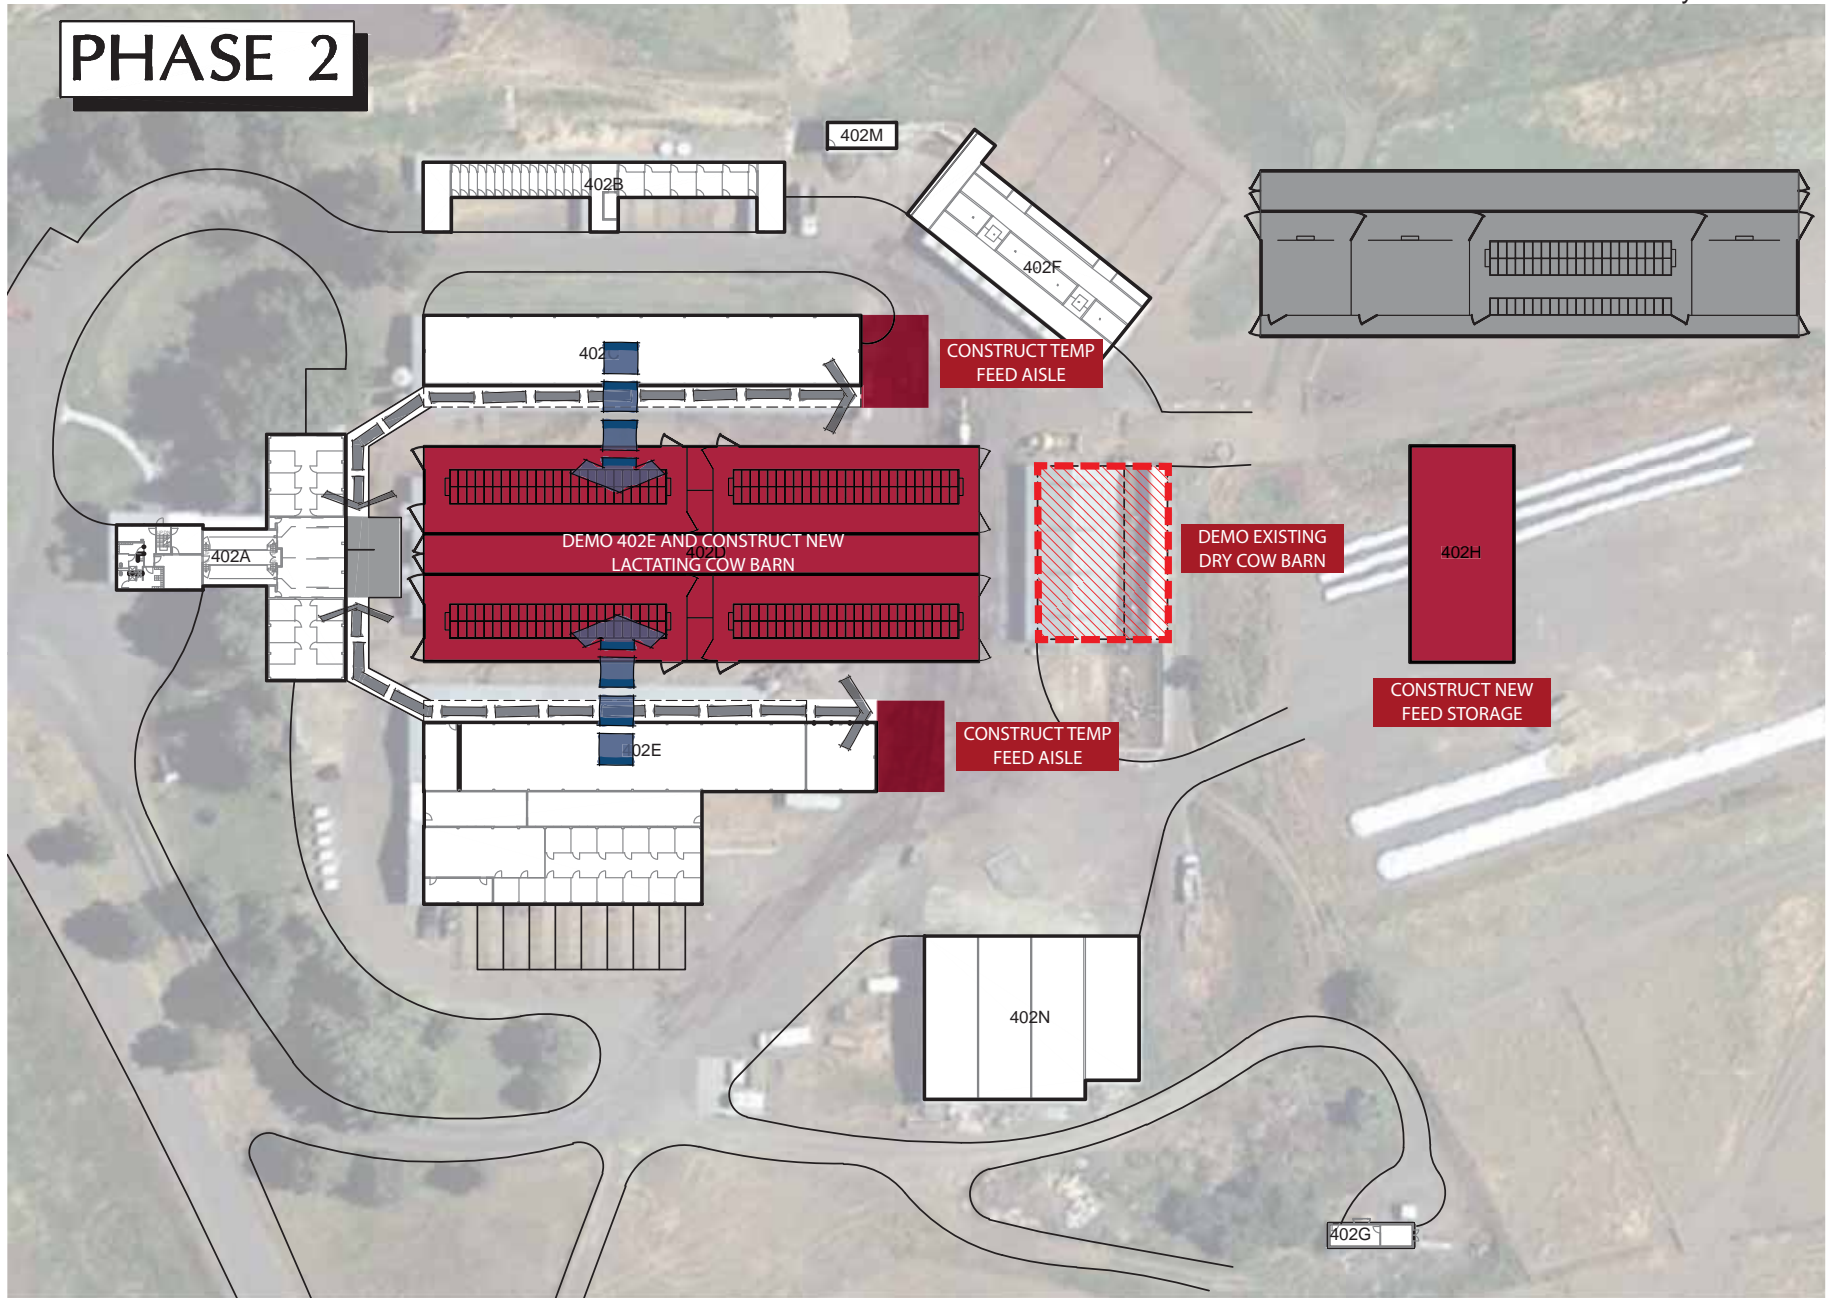 PHASE 2
402M
402B
402F
402C
CONSTRUCT TEMP
FEED AISLE
402A
DEMO 402E AND CONSTRUCT NEW
402D
LACTATING COW BARN
DEMO EXISTING
DRY COW BARN
402H
CONSTRUCT NEW
FEED STORAGE
CONSTRUCT TEMP
FEED AISLE
402E
402N
402G